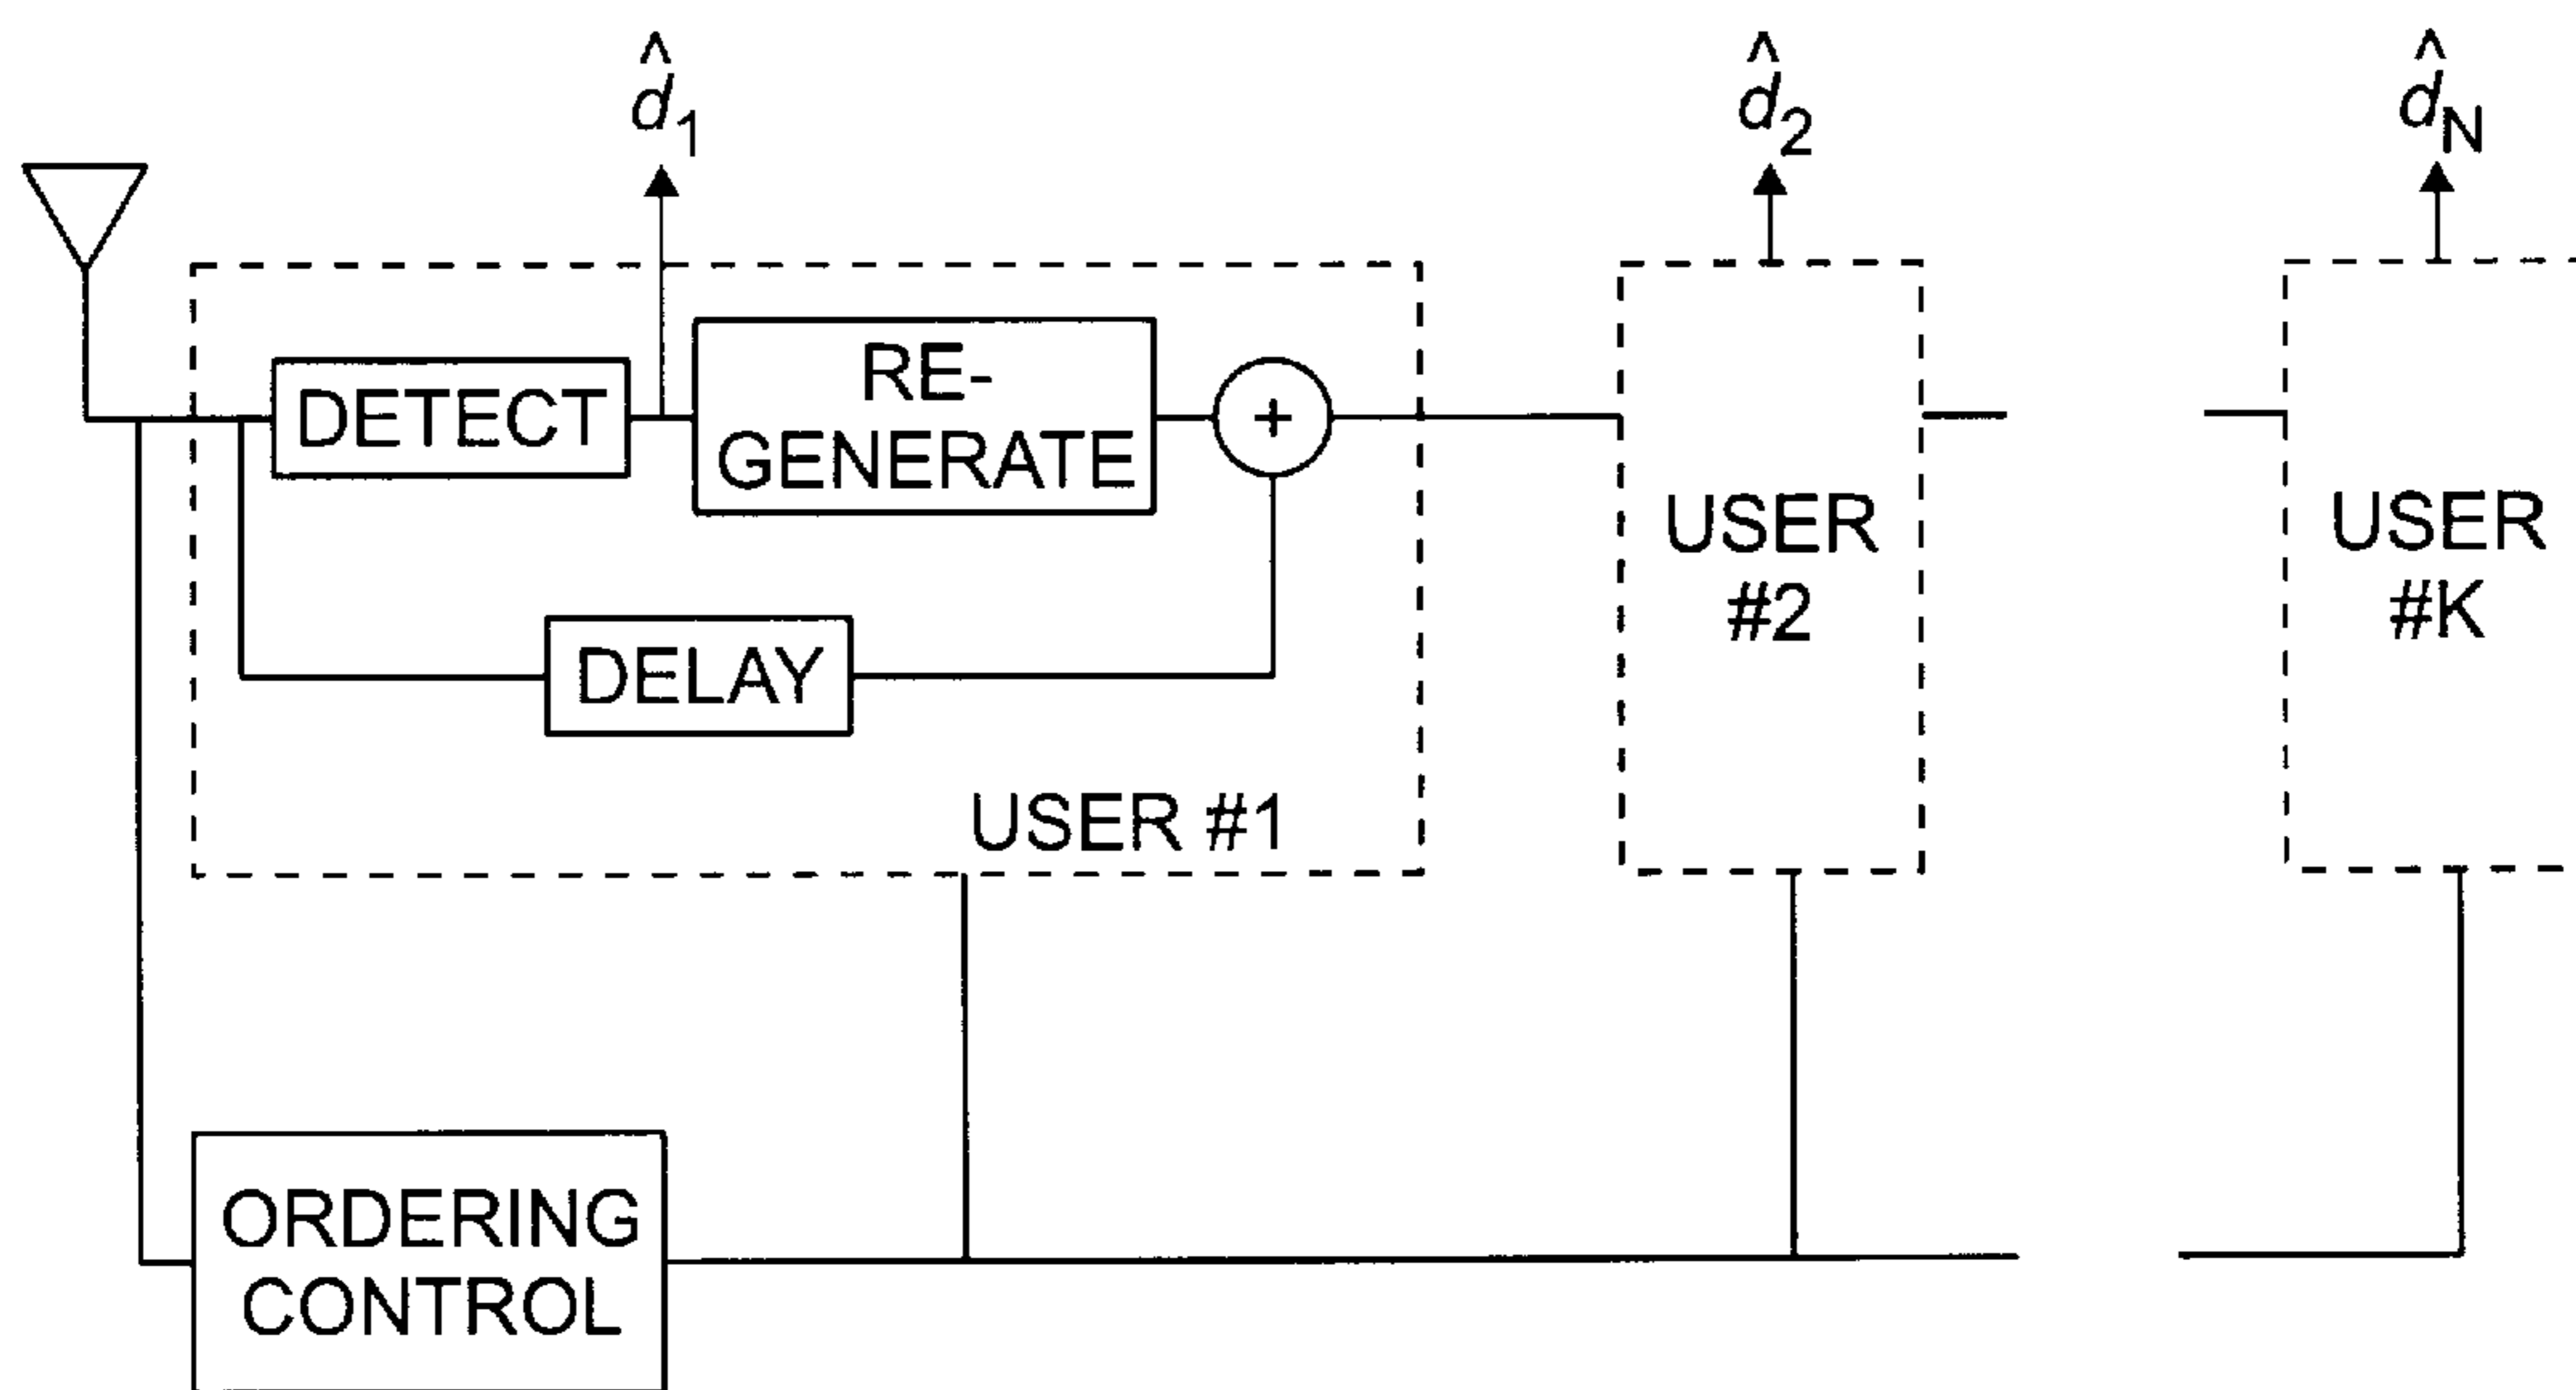 d̂1
d̂2
d̂N
DETECT
RE-
GENERATE
+
DELAY
USER #1
USER
#2
USER
#K
ORDERING
CONTROL